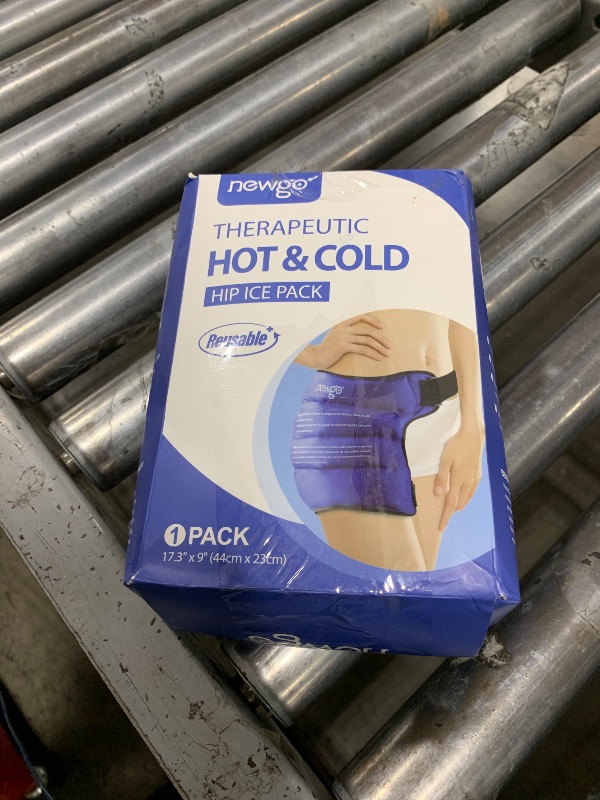 newgo
THERAPEUTIC
HOT & COLD
HIP ICE PACK
Reusable+
newgo
1 PACK
17.3" x 9" (44cm x 23cm)